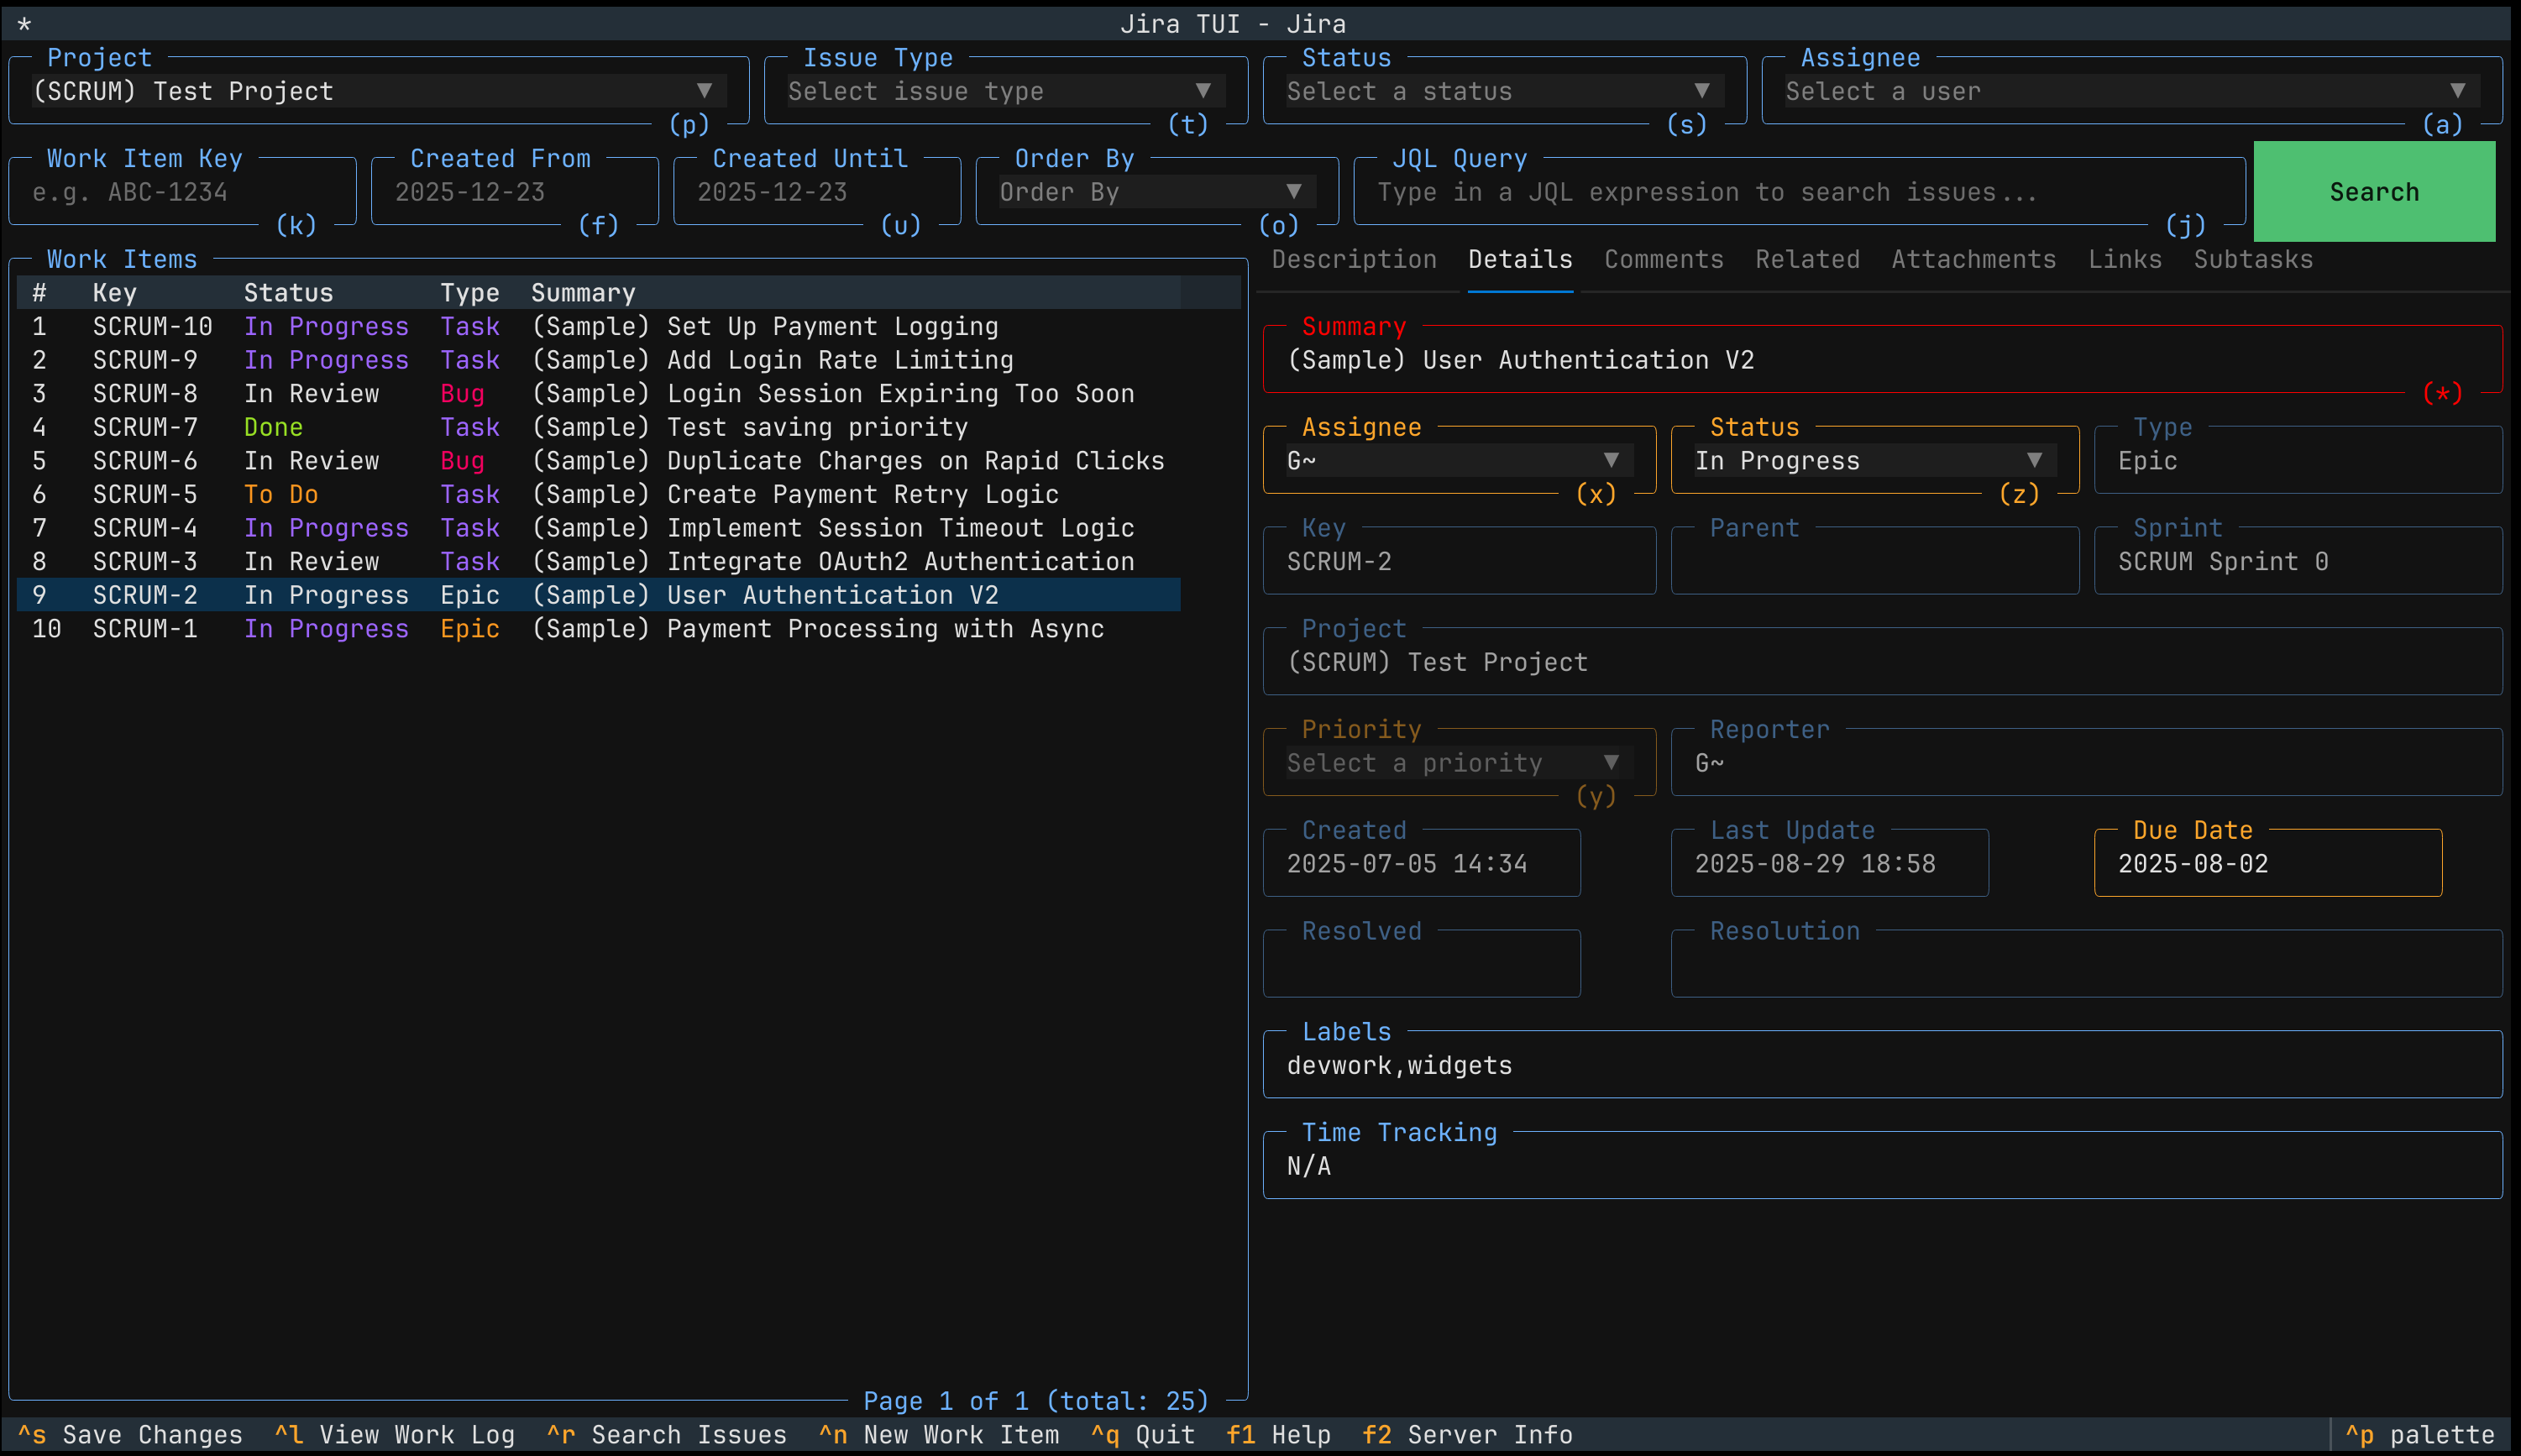 * Jira TUI - Jira
Project Issue Type Status Assignee
(SCRUM) Test Project ▼ Select issue type ▼ Select a status ▼ Select a user ▼
(p) (t) (s) (a)
Work Item Key Created From Created Until Order By JQL Query
e.g. ABC-1234 2025-12-23 2025-12-23 Order By ▼ Type in a JQL expression to search issues... Search
(k) (f) (u) (o) (j)
Work Items
# Key Status Type Summary
1 SCRUM-10 In Progress Task (Sample) Set Up Payment Logging
2 SCRUM-9 In Progress Task (Sample) Add Login Rate Limiting
3 SCRUM-8 In Review Bug (Sample) Login Session Expiring Too Soon
4 SCRUM-7 Done Task (Sample) Test saving priority
5 SCRUM-6 In Review Bug (Sample) Duplicate Charges on Rapid Clicks
6 SCRUM-5 To Do Task (Sample) Create Payment Retry Logic
7 SCRUM-4 In Progress Task (Sample) Implement Session Timeout Logic
8 SCRUM-3 In Review Task (Sample) Integrate OAuth2 Authentication
9 SCRUM-2 In Progress Epic (Sample) User Authentication V2
10 SCRUM-1 In Progress Epic (Sample) Payment Processing with Async
Page 1 of 1 (total: 25)
Description Details Comments Related Attachments Links Subtasks
Summary
(Sample) User Authentication V2
(*)
Assignee Status Type
G~ ▼ In Progress ▼ Epic
(x) (z)
Key Parent Sprint
SCRUM-2 SCRUM Sprint 0
Project
(SCRUM) Test Project
Priority Reporter
Select a priority ▼ G~
(y)
Created Last Update Due Date
2025-07-05 14:34 2025-08-29 18:58 2025-08-02
Resolved Resolution
Labels
devwork,widgets
Time Tracking
N/A
^s Save Changes ^l View Work Log ^r Search Issues ^n New Work Item ^q Quit f1 Help f2 Server Info ^p palette